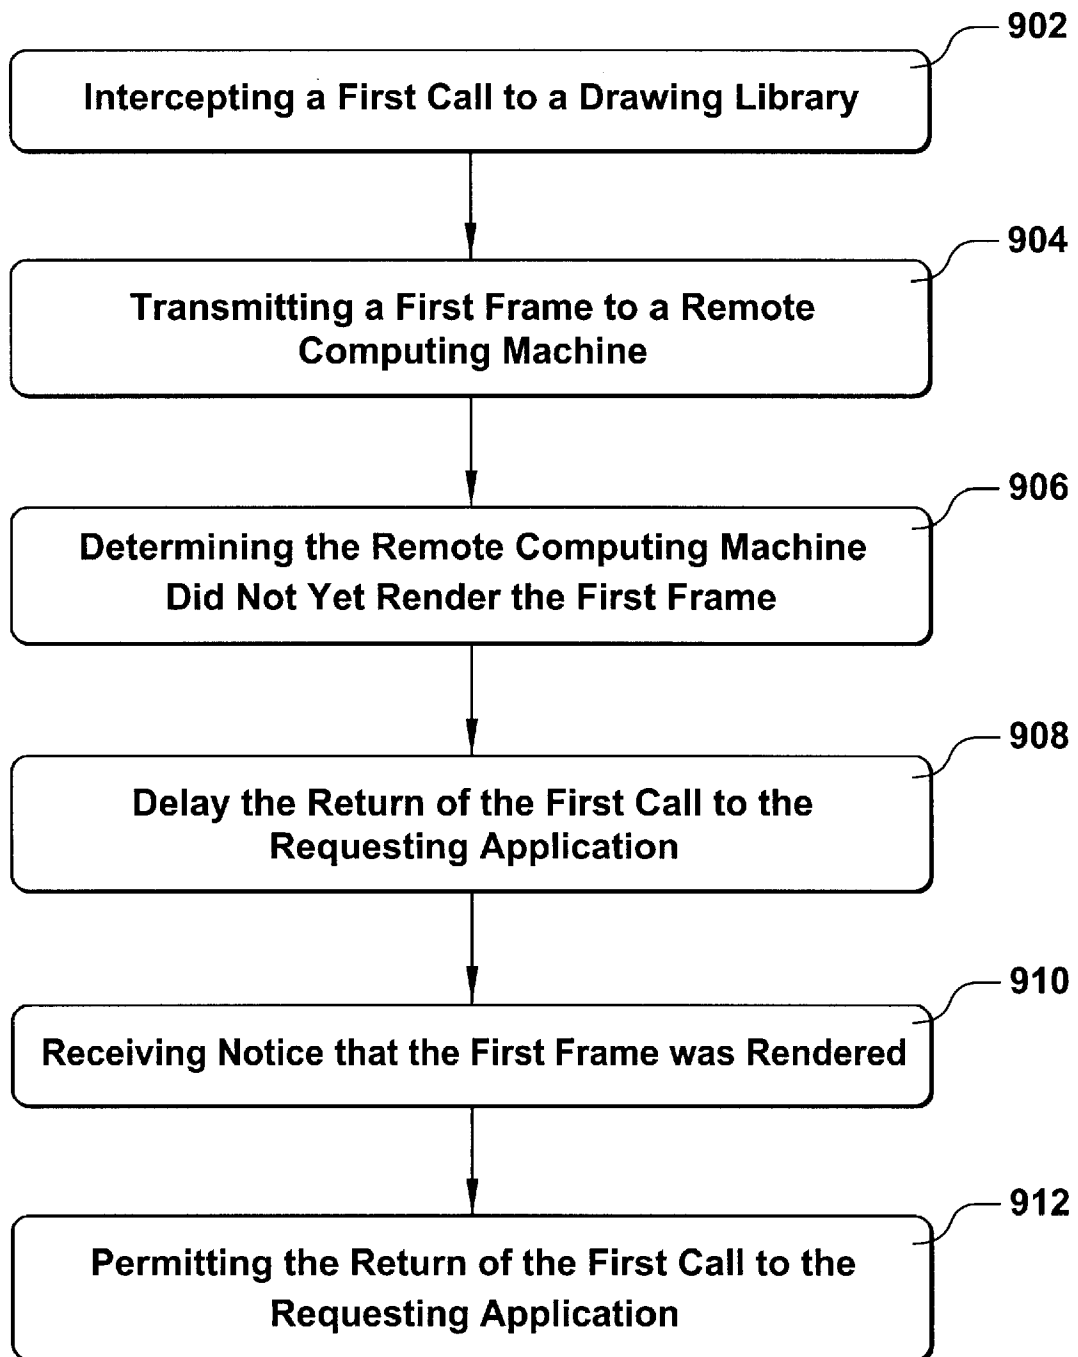 902
Intercepting a First Call to a Drawing Library
904
Transmitting a First Frame to a Remote
Computing Machine
906
Determining the Remote Computing Machine
Did Not Yet Render the First Frame
908
Delay the Return of the First Call to the
Requesting Application
910
Receiving Notice that the First Frame was Rendered
912
Permitting the Return of the First Call to the
Requesting Application